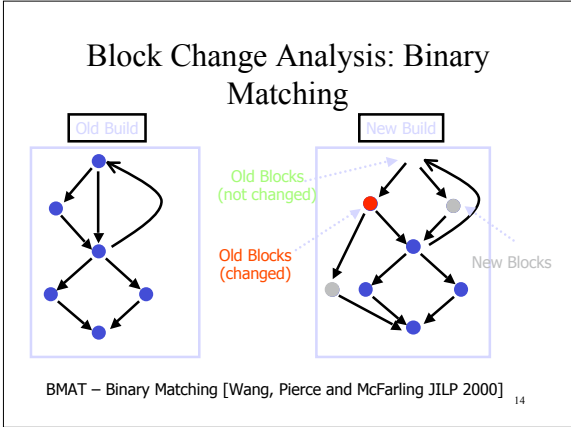 Block Change Analysis: Binary
Matching
Old Build
New Build
Old Blocks
(not changed)
Old Blocks
(changed)
New Blocks
BMAT – Binary Matching [Wang, Pierce and McFarling JILP 2000]
14